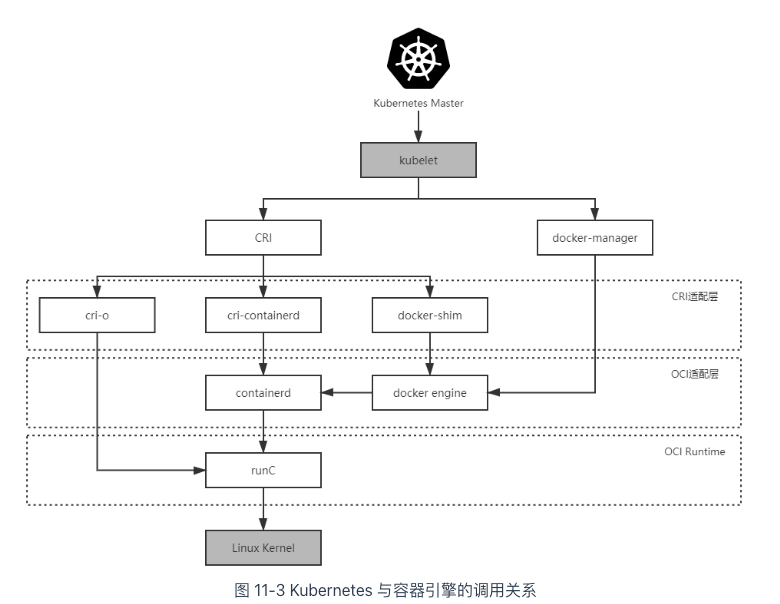 Kubernetes Master
kubelet
CRI
docker-manager
CRI适配层
cri-o
cri-containerd
docker-shim
OCI适配层
containerd
docker engine
OCI Runtime
runC
Linux Kernel
图 11-3 Kubernetes 与容器引擎的调用关系